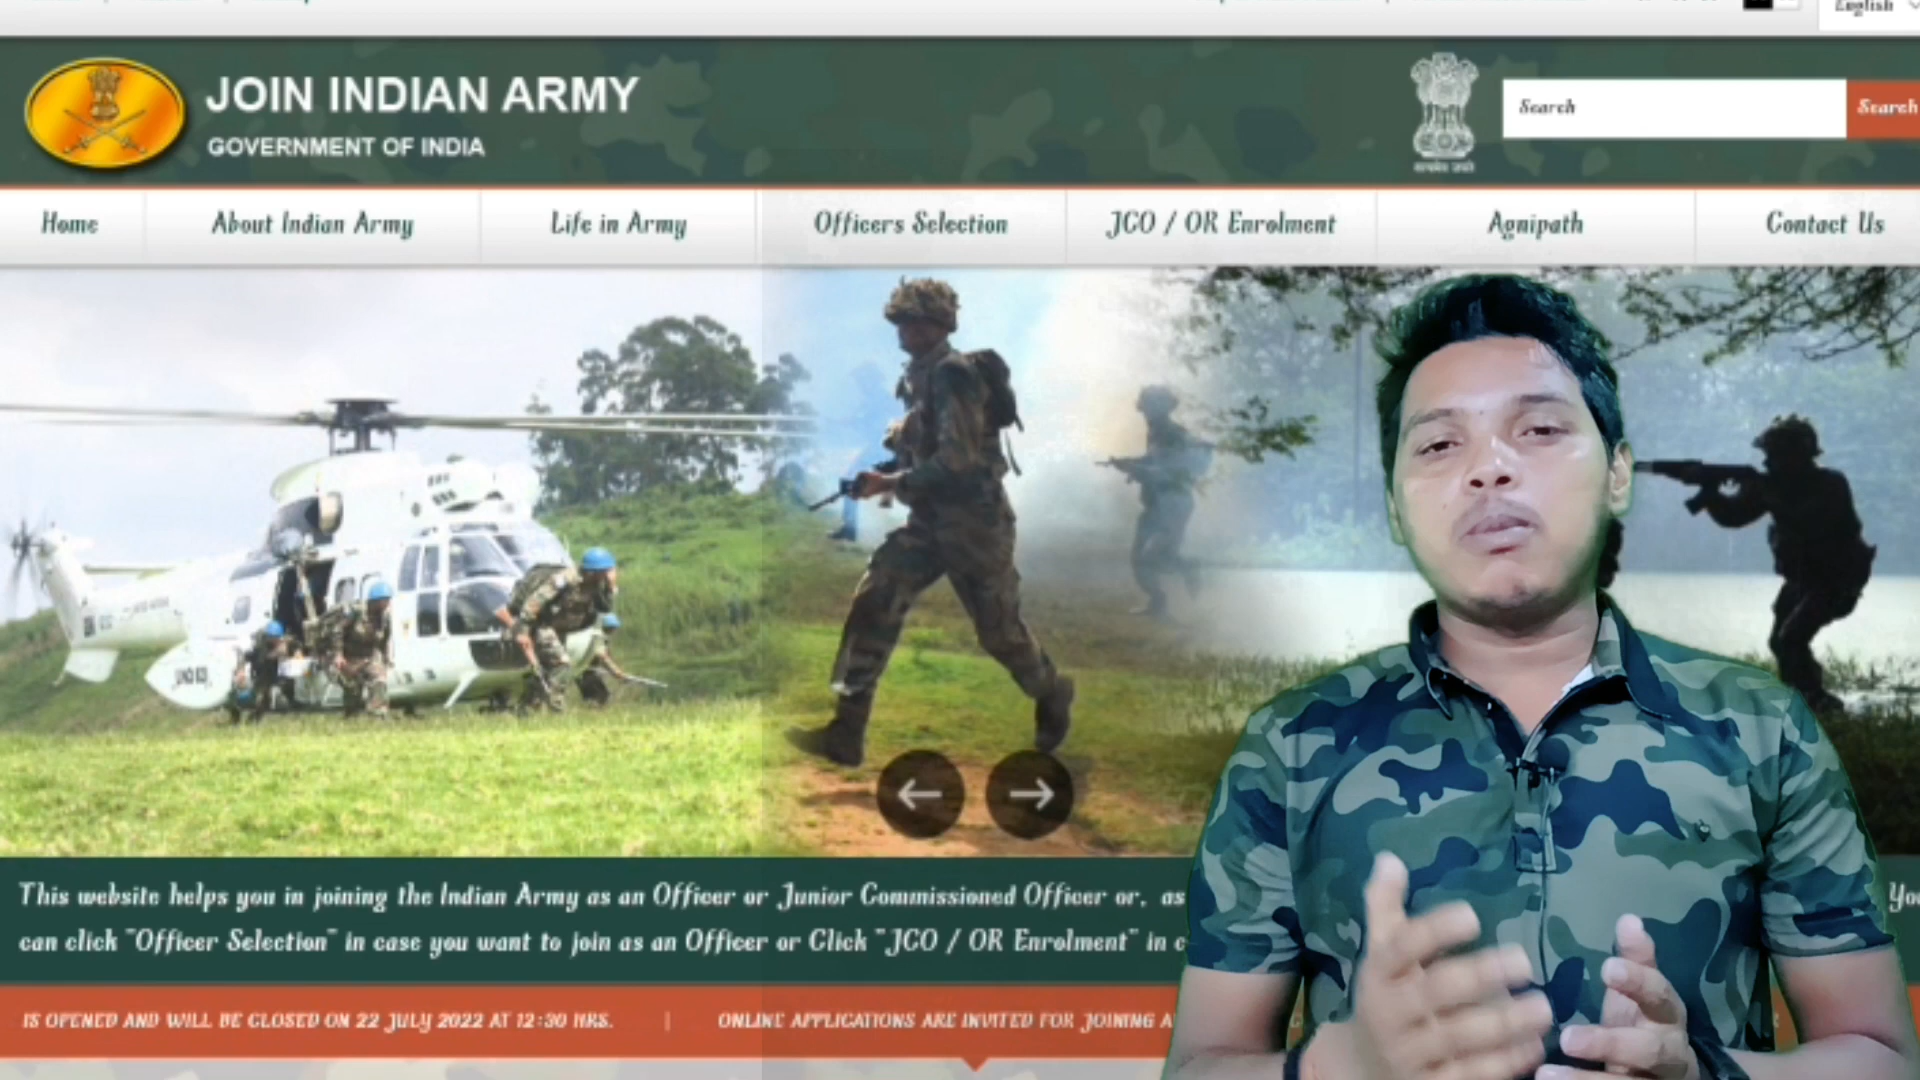 English
JOIN INDIAN ARMY
GOVERNMENT OF INDIA
Search
Search
Home
About Indian Army
Life in Army
Officers Selection
JCO / OR Enrolment
Agnipath
Contact Us
This website helps you in joining the Indian Army as an Officer or Junior Commissioned Officer or, as
can click "Officer Selection" in case you want to join as an Officer or Click "JCO / OR Enrolment" in
IS OPENED AND WILL BE CLOSED ON 22 JULY 2022 AT 12:30 HRS. | ONLINE APPLICATIONS ARE INVITED FOR JOINING